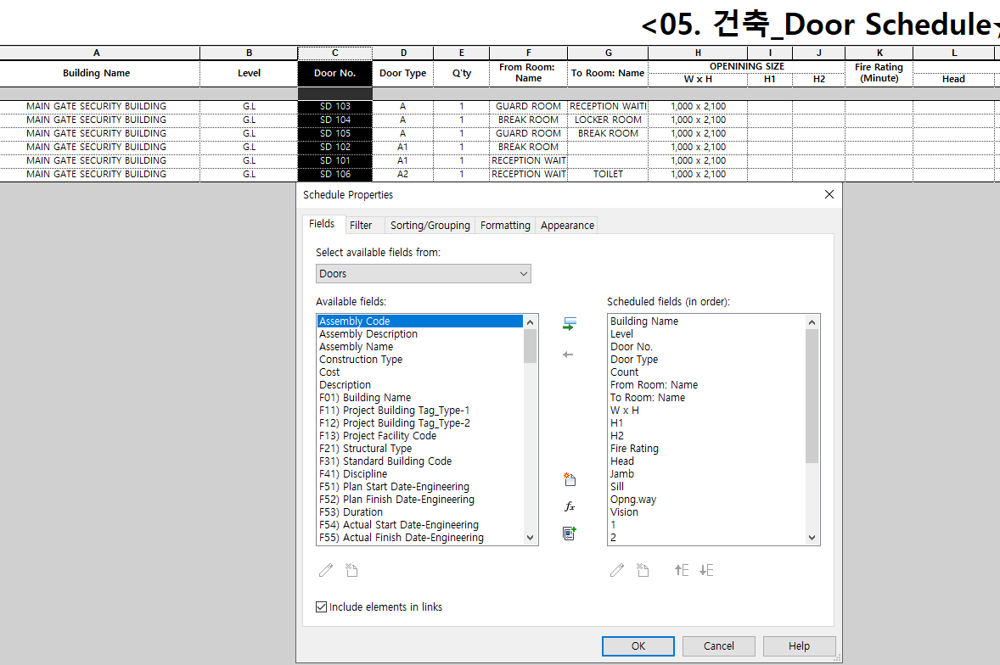 <05. 건축_Door Schedule
A B C D E F G H I J K L
Building Name Level Door No. Door Type Q'ty From Room: Name To Room: Name OPENINING SIZE Fire Rating (Minute)
W x H H1 H2 Head
MAIN GATE SECURITY BUILDING G.L SD 103 A 1 GUARD ROOM RECEPTION WAITI 1,000 x 2,100
MAIN GATE SECURITY BUILDING G.L SD 104 A 1 BREAK ROOM LOCKER ROOM 1,000 x 2,100
MAIN GATE SECURITY BUILDING G.L SD 105 A 1 GUARD ROOM BREAK ROOM 1,000 x 2,100
MAIN GATE SECURITY BUILDING G.L SD 102 A1 1 BREAK ROOM 1,000 x 2,100
MAIN GATE SECURITY BUILDING G.L SD 101 A1 1 RECEPTION WAIT 1,000 x 2,100
MAIN GATE SECURITY BUILDING G.L SD 106 A2 1 RECEPTION WAIT TOILET 1,000 x 2,100
Schedule Properties
Fields Filter Sorting/Grouping Formatting Appearance
Select available fields from:
Doors
Available fields:
Assembly Code
Assembly Description
Assembly Name
Construction Type
Cost
Description
F01) Building Name
F11) Project Building Tag_Type-1
F12) Project Building Tag_Type-2
F13) Project Facility Code
F21) Structural Type
F31) Standard Building Code
F41) Discipline
F51) Plan Start Date-Engineering
F52) Plan Finish Date-Engineering
F53) Duration
F54) Actual Start Date-Engineering
F55) Actual Finish Date-Engineering
fx
Scheduled fields (in order):
Building Name
Level
Door No.
Door Type
Count
From Room: Name
To Room: Name
W x H
H1
H2
Fire Rating
Head
Jamb
Sill
Opng.way
Vision
1
2
Include elements in links
OK Cancel Help